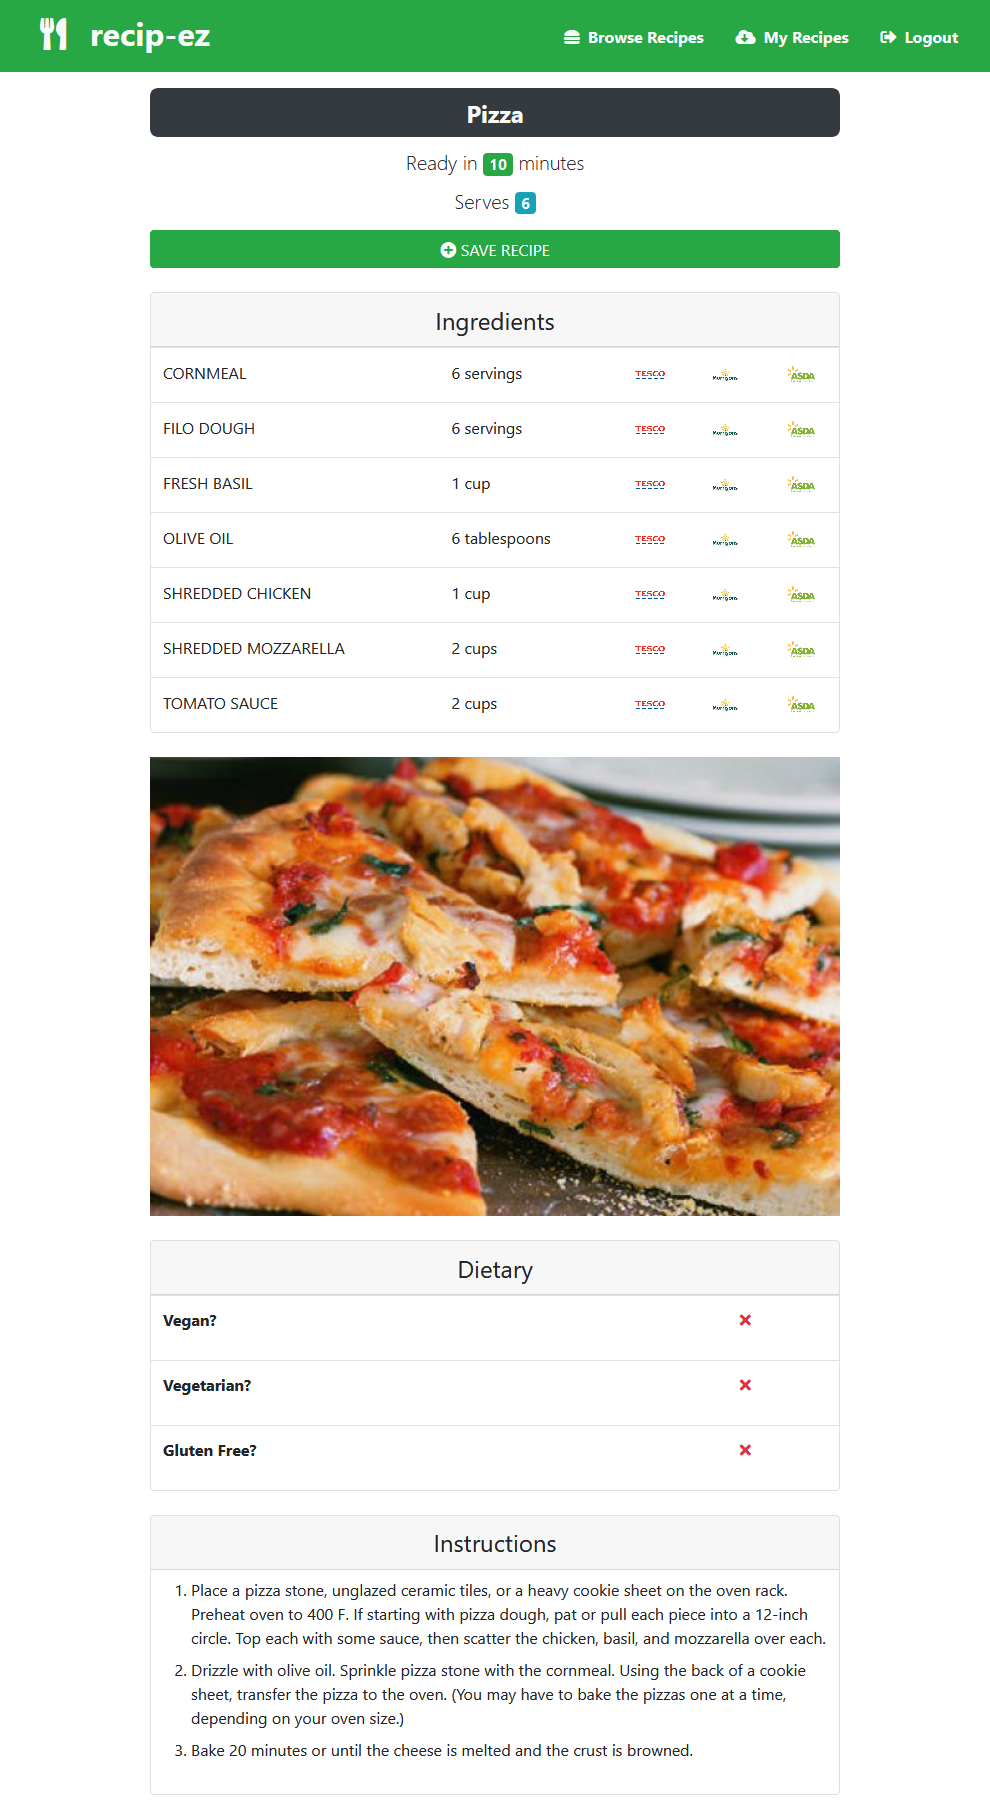 recip-ez
Browse Recipes My Recipes Logout
Pizza
Ready in 10 minutes
Serves 6
SAVE RECIPE
Ingredients
CORNMEAL 6 servings TESCO Morrisons ASDA
FILO DOUGH 6 servings TESCO Morrisons ASDA
FRESH BASIL 1 cup TESCO Morrisons ASDA
OLIVE OIL 6 tablespoons TESCO Morrisons ASDA
SHREDDED CHICKEN 1 cup TESCO Morrisons ASDA
SHREDDED MOZZARELLA 2 cups TESCO Morrisons ASDA
TOMATO SAUCE 2 cups TESCO Morrisons ASDA
Dietary
Vegan?
Vegetarian?
Gluten Free?
Instructions
1. Place a pizza stone, unglazed ceramic tiles, or a heavy cookie sheet on the oven rack.
Preheat oven to 400 F. If starting with pizza dough, pat or pull each piece into a 12-inch
circle. Top each with some sauce, then scatter the chicken, basil, and mozzarella over each.
2. Drizzle with olive oil. Sprinkle pizza stone with the cornmeal. Using the back of a cookie
sheet, transfer the pizza to the oven. (You may have to bake the pizzas one at a time,
depending on your oven size.)
3. Bake 20 minutes or until the cheese is melted and the crust is browned.